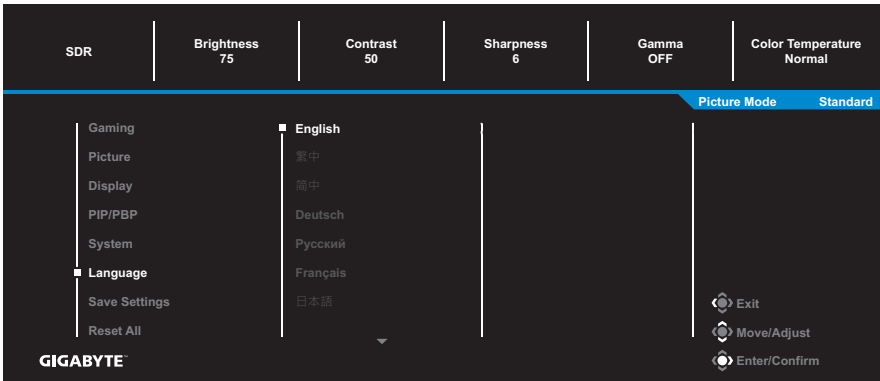 SDR
Brightness
75
Contrast
50
Sharpness
6
Gamma
OFF
Color Temperature
Normal
Picture Mode Standard
Gaming
Picture
Display
PIP/PBP
System
Language
Save Settings
Reset All
English
繁中
簡中
Deutsch
Русский
Français
日本語
Exit
Move/Adjust
Enter/Confirm
GIGABYTE™